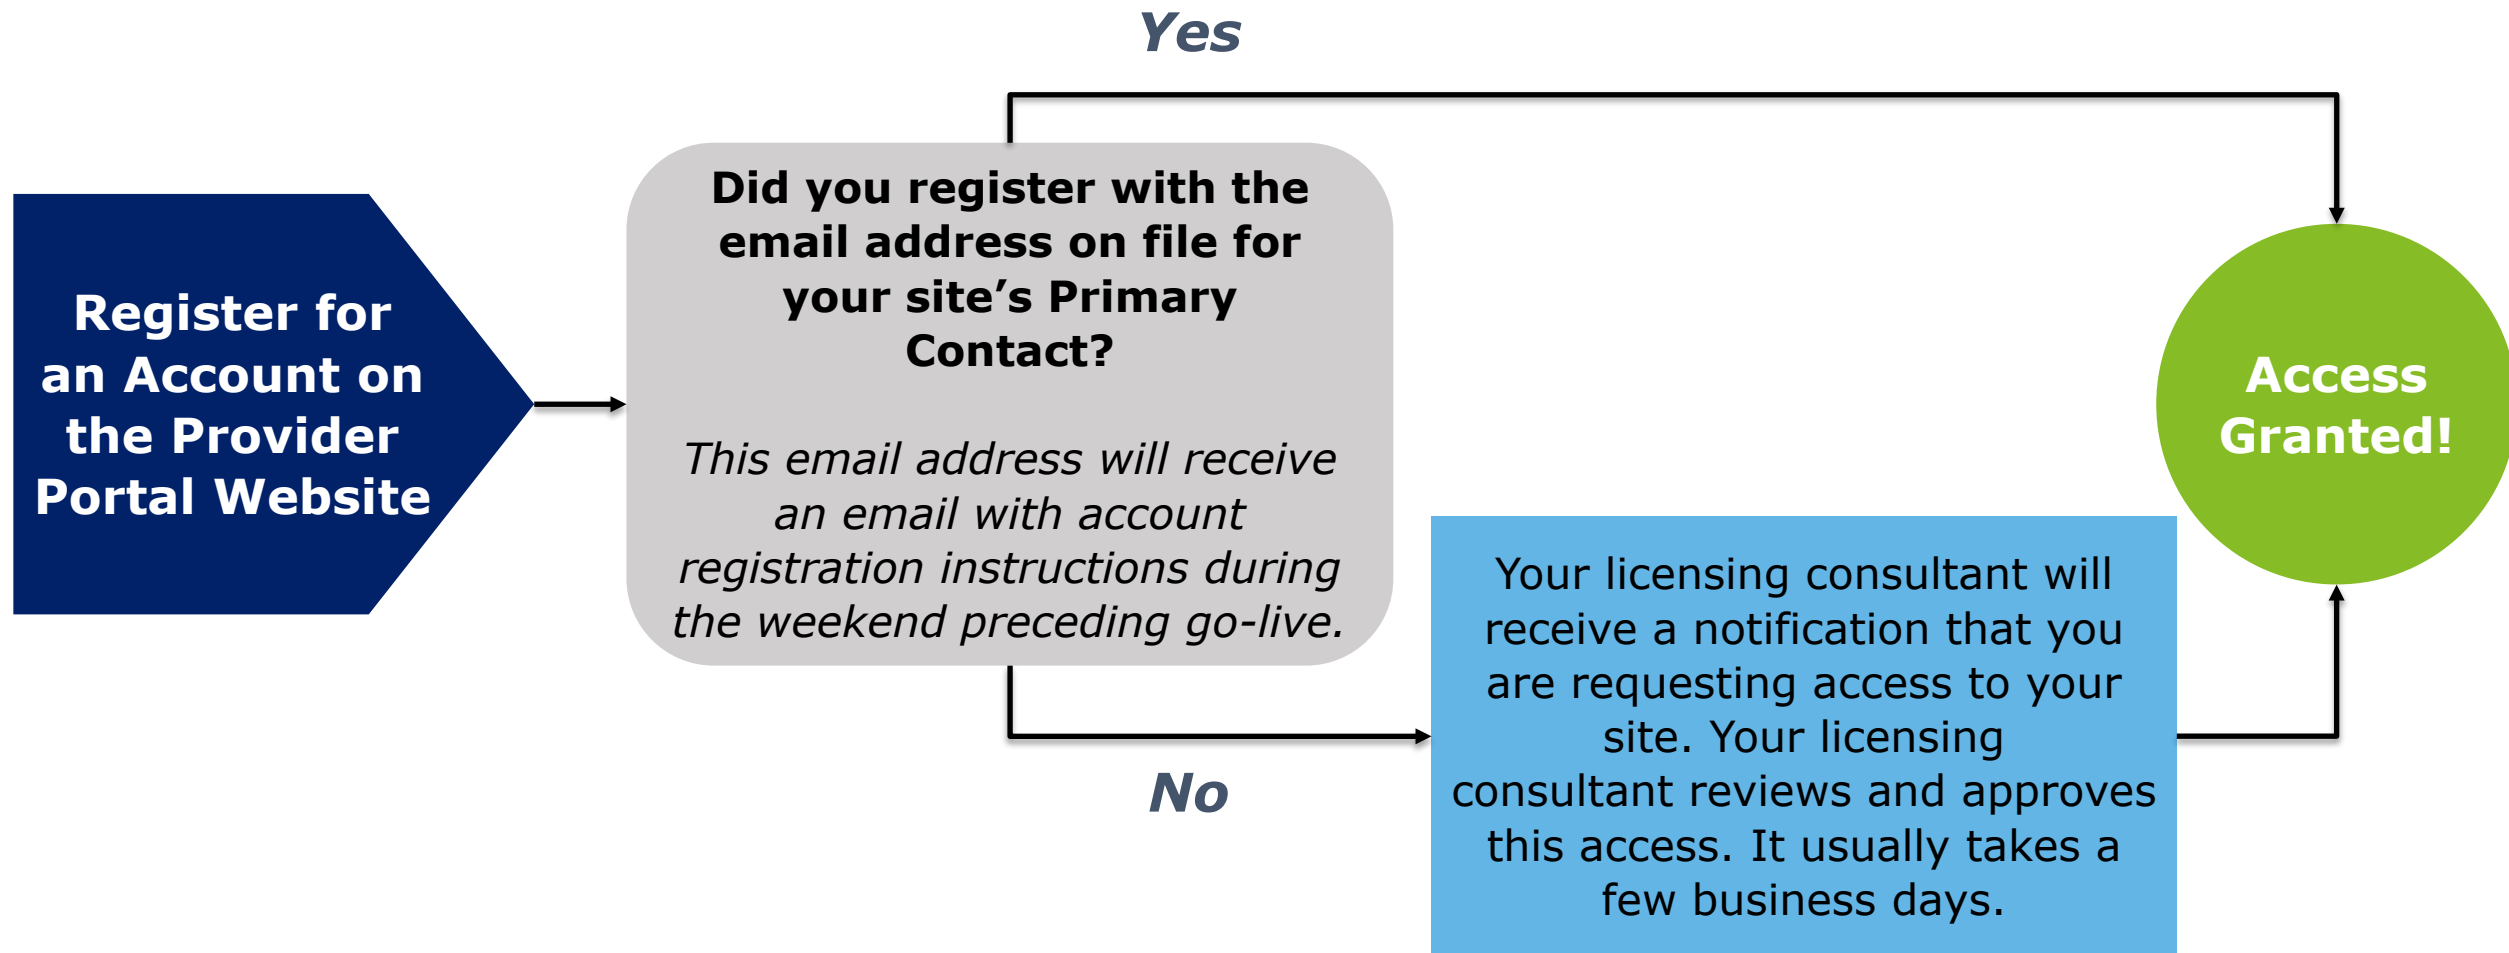 Yes
Register for
an Account on
the Provider
Portal Website
Did you register with the
email address on file for
your site’s Primary
Contact?
This email address will receive
an email with account
registration instructions during
the weekend preceding go-live.
No
Your licensing consultant will
receive a notification that you
are requesting access to your
site. Your licensing
consultant reviews and approves
this access. It usually takes a
few business days.
Access
Granted!